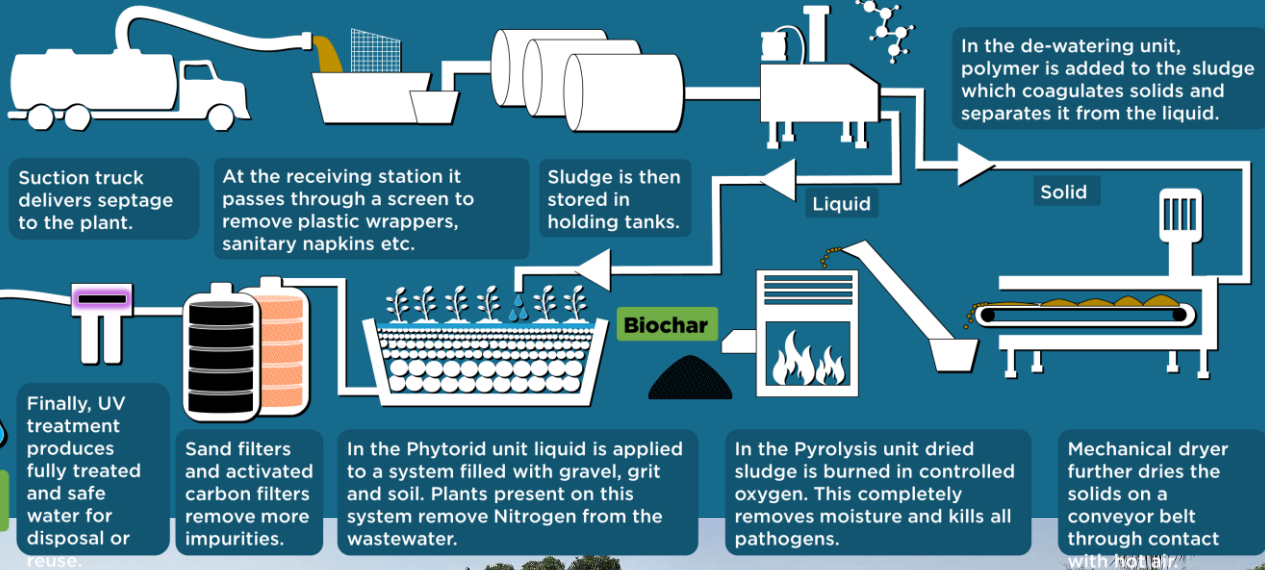 In the de-watering unit,
polymer is added to the sludge
which coagulates solids and
separates it from the liquid.
Suction truck
delivers septage
to the plant.
At the receiving station it
passes through a screen to
remove plastic wrappers,
sanitary napkins etc.
Sludge is then
stored in
holding tanks.
Liquid
Solid
Biochar
Finally, UV
treatment
produces
fully treated
and safe
water for
disposal or
reuse.
Sand filters
and activated
carbon filters
remove more
impurities.
In the Phytorid unit liquid is applied
to a system filled with gravel, grit
and soil. Plants present on this
system remove Nitrogen from the
wastewater.
In the Pyrolysis unit dried
sludge is burned in controlled
oxygen. This completely
removes moisture and kills all
pathogens.
Mechanical dryer
further dries the
solids on a
conveyor belt
through contact
with hot air.